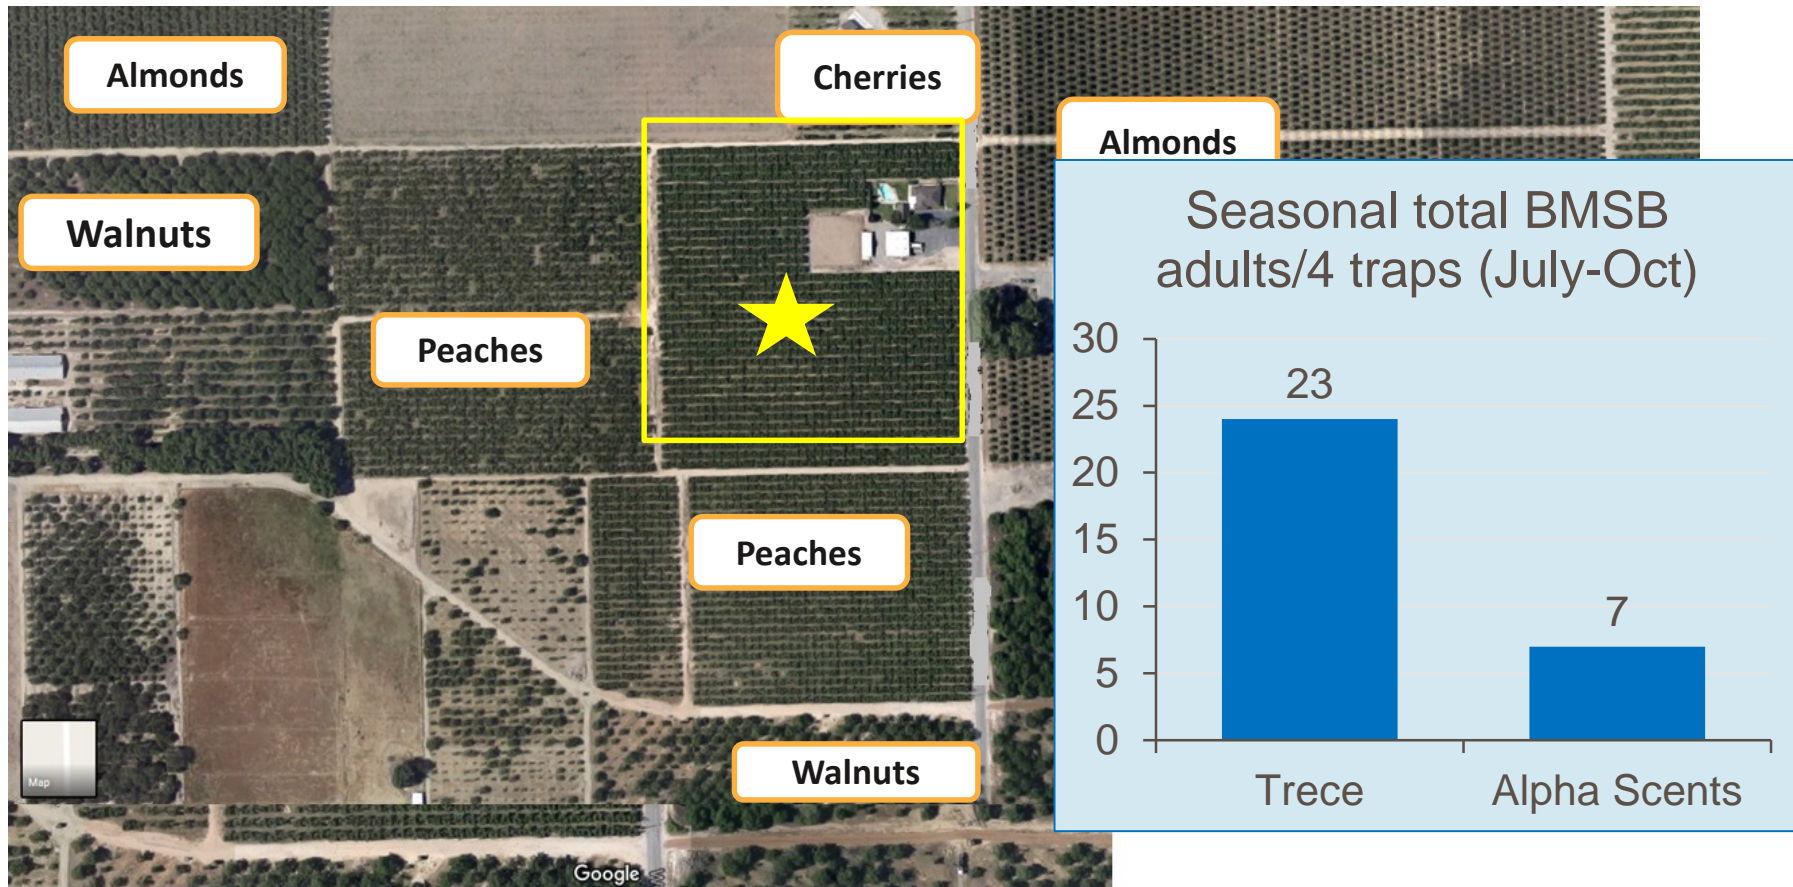 Almonds
Cherries
Almonds
Walnuts
Peaches
Peaches
Walnuts
Map
Google
Seasonal total BMSB
adults/4 traps (July-Oct)
30
25
20
15
10
5
0
23
7
Trece
Alpha Scents